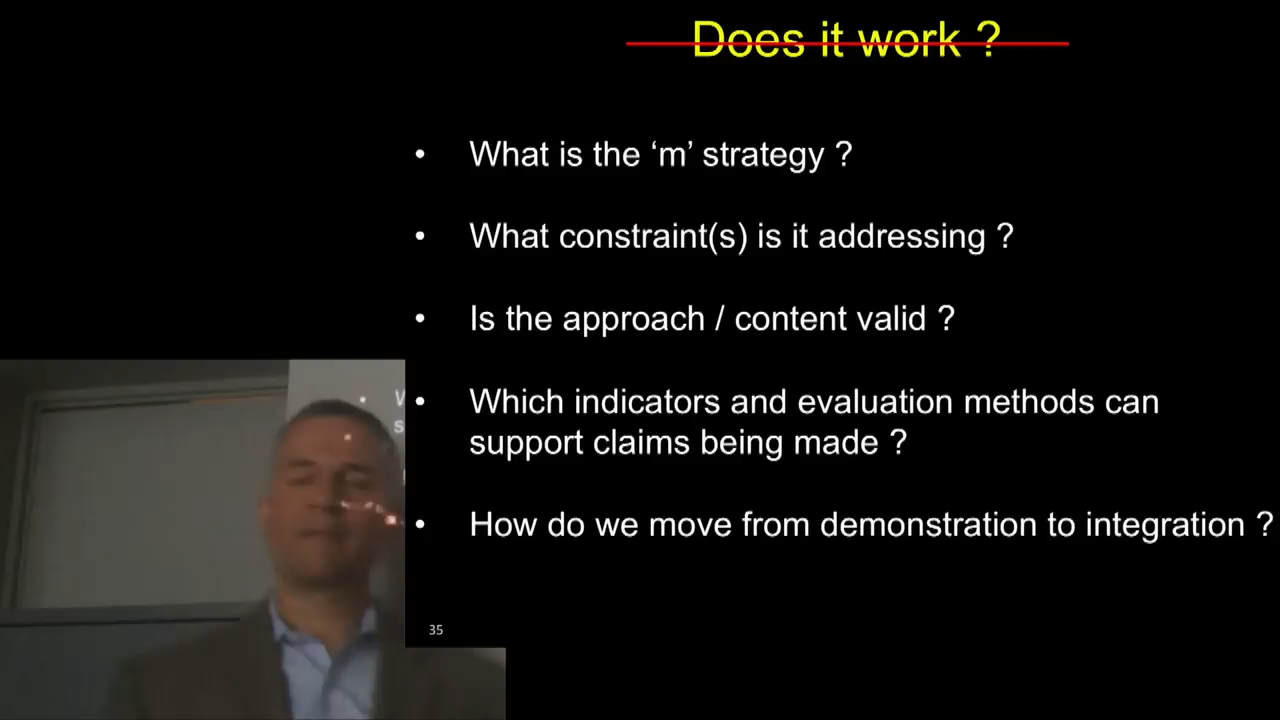 Does it work ?
• What is the ‘m’ strategy ?
• What constraint(s) is it addressing ?
• Is the approach / content valid ?
• Which indicators and evaluation methods can
support claims being made ?
• How do we move from demonstration to integration ?
35